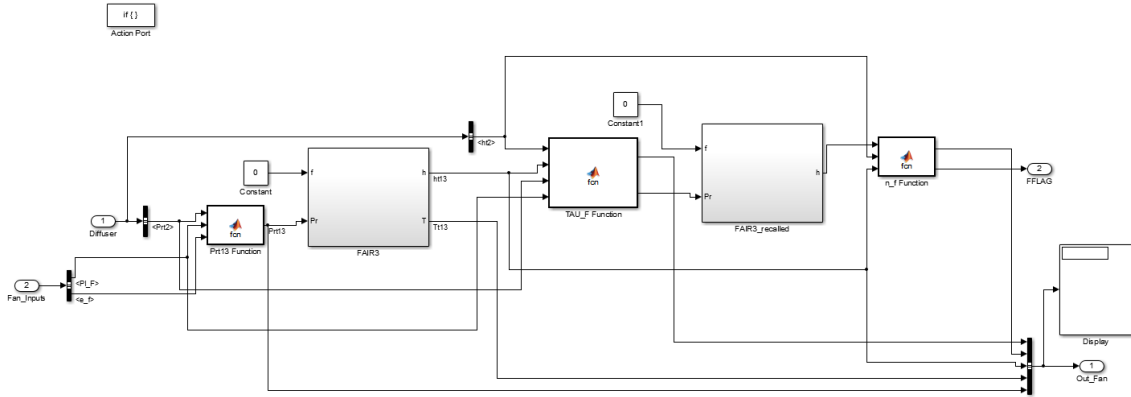 if { }
Action Port
0
Constant1
<ht2>
0
Constant
f
h
ht13
Pr
T
Tt13
FAIR3
fcn
TAU_F Function
f
h
Pr
FAIR3_recalled
fcn
n_f Function
2
FFLAG
1
Diffuser
<Prt2>
fcn
Prt13
Prt13 Function
2
Fan_Inputs
<PI_F>
<e_f>
Display
1
Out_Fan